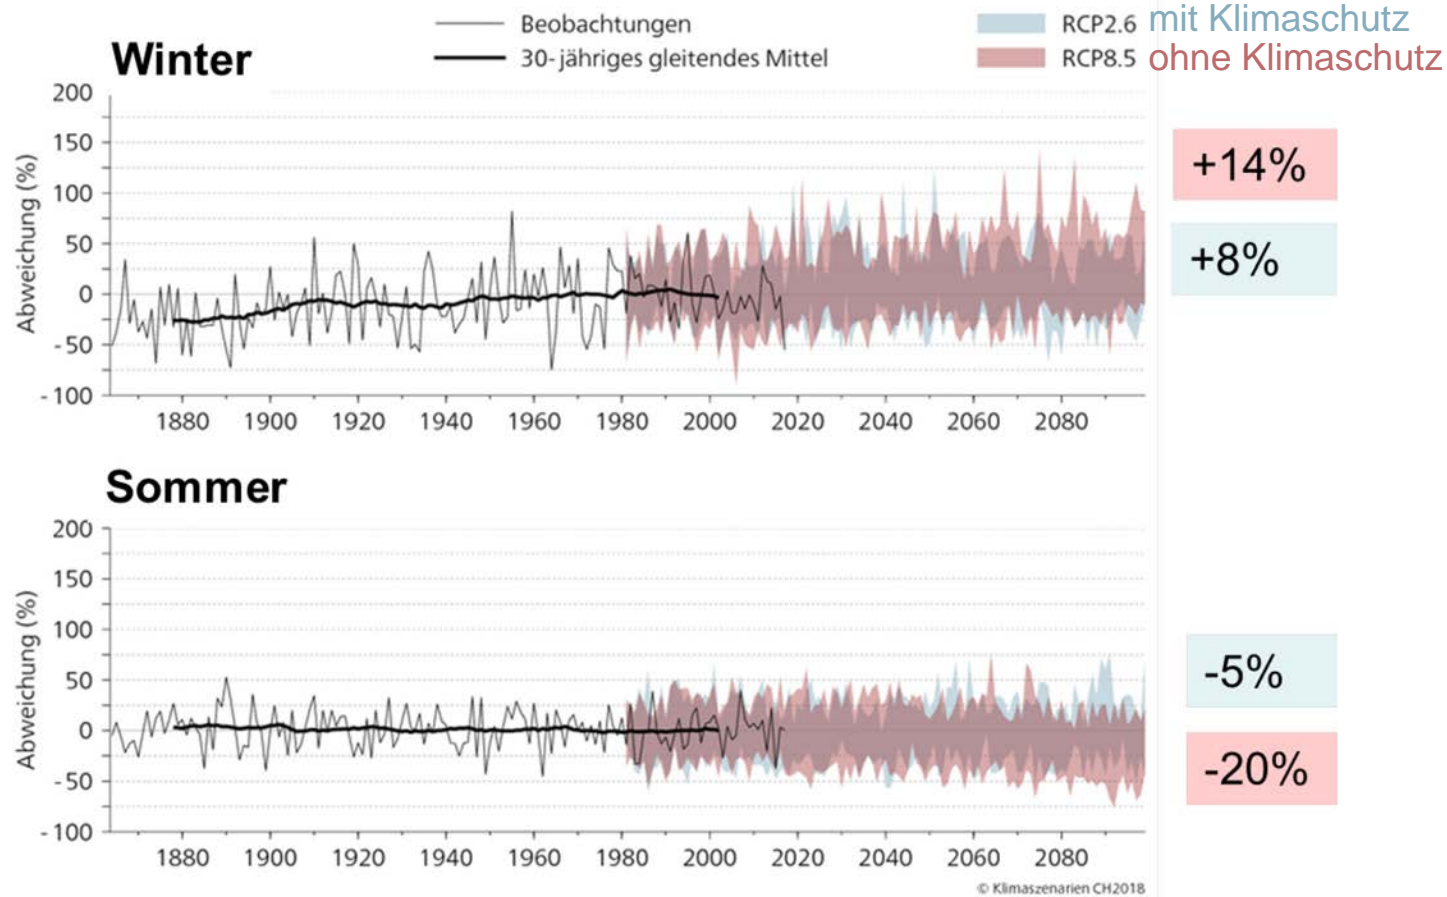 Beobachtungen
30-jähriges gleitendes Mittel
RCP2.6 mit Klimaschutz
RCP8.5 ohne Klimaschutz
Winter
Abweichung (%)
200
150
100
50
0
-50
-100
1880 1900 1920 1940 1960 1980 2000 2020 2040 2060 2080
+14%
+8%
Sommer
Abweichung (%)
200
150
100
50
0
-50
-100
1880 1900 1920 1940 1960 1980 2000 2020 2040 2060 2080
-5%
-20%
© Klimaszenarien CH2018